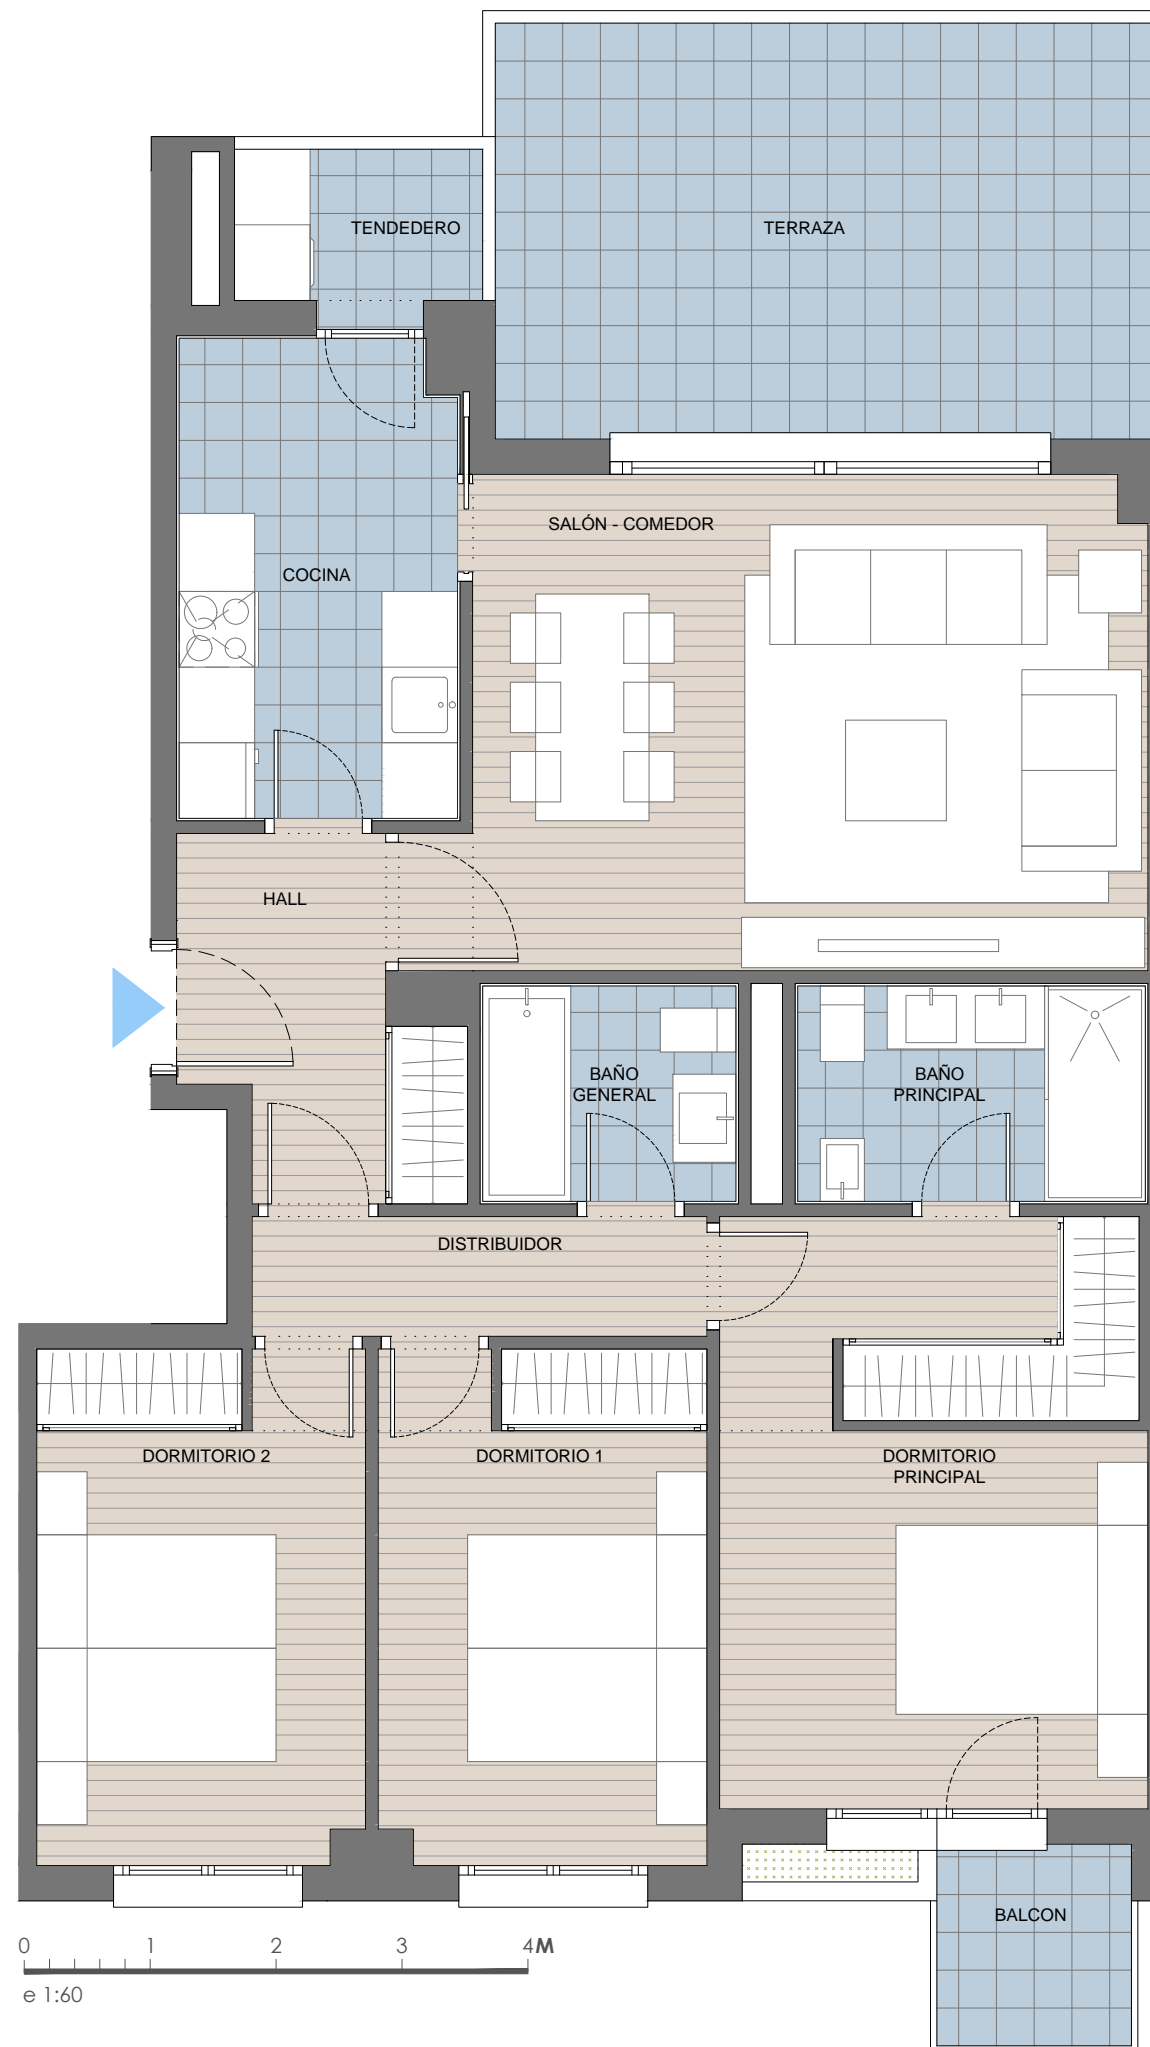 TENDEDERO
TERRAZA
SALÓN - COMEDOR
COCINA
HALL
BAÑO
GENERAL
BAÑO
PRINCIPAL
DISTRIBUIDOR
DORMITORIO 2
DORMITORIO 1
DORMITORIO
PRINCIPAL
BALCON
0 1 2 3 4M
e 1:60